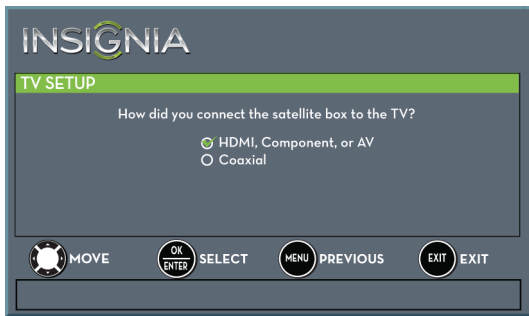 INSIGNIA
TV SETUP
How did you connect the satellite box to the TV?
HDMI, Component, or AV
Coaxial
MOVE OK ENTER SELECT MENU PREVIOUS EXIT EXIT